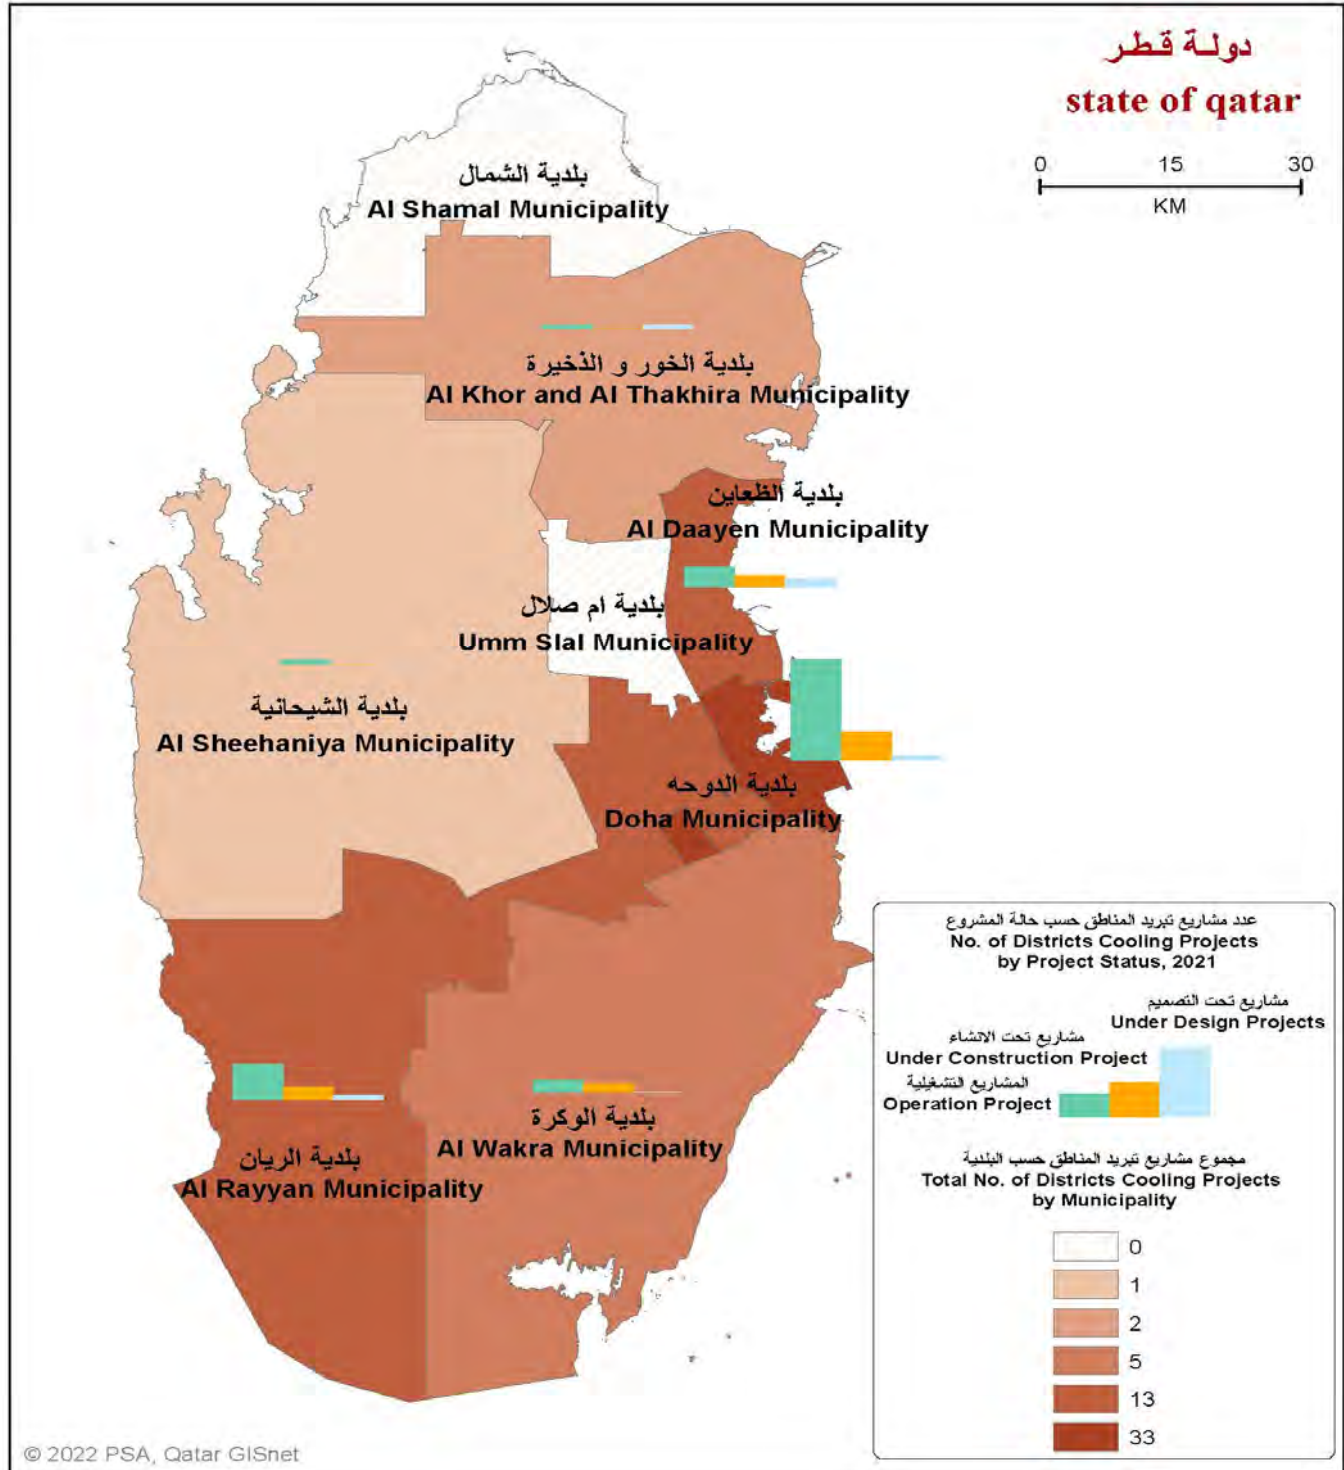 دولـة قـطـر
state of qatar
0 15 30
KM
بلدية الشمال
Al Shamal Municipality
بلدية الخور و الذخيرة
Al Khor and Al Thakhira Municipality
بلدية الظعاين
Al Daayen Municipality
بلدية ام صلال
Umm Slal Municipality
بلدية الشيحانية
Al Sheehaniya Municipality
بلدية الدوحه
Doha Municipality
بلدية الوكرة
Al Wakra Municipality
بلدية الريان
Al Rayyan Municipality
عدد مشاريع تبريد المناطق حسب حالة المشروع
No. of Districts Cooling Projects
by Project Status, 2021
مشاريع تحت التصميم
Under Design Projects
مشاريع تحت الانشاء
Under Construction Project
المشاريع التشغيلية
Operation Project
مجموع مشاريع تبريد المناطق حسب البلدية
Total No. of Districts Cooling Projects
by Municipality
0
1
2
5
13
33
© 2022 PSA, Qatar GISnet